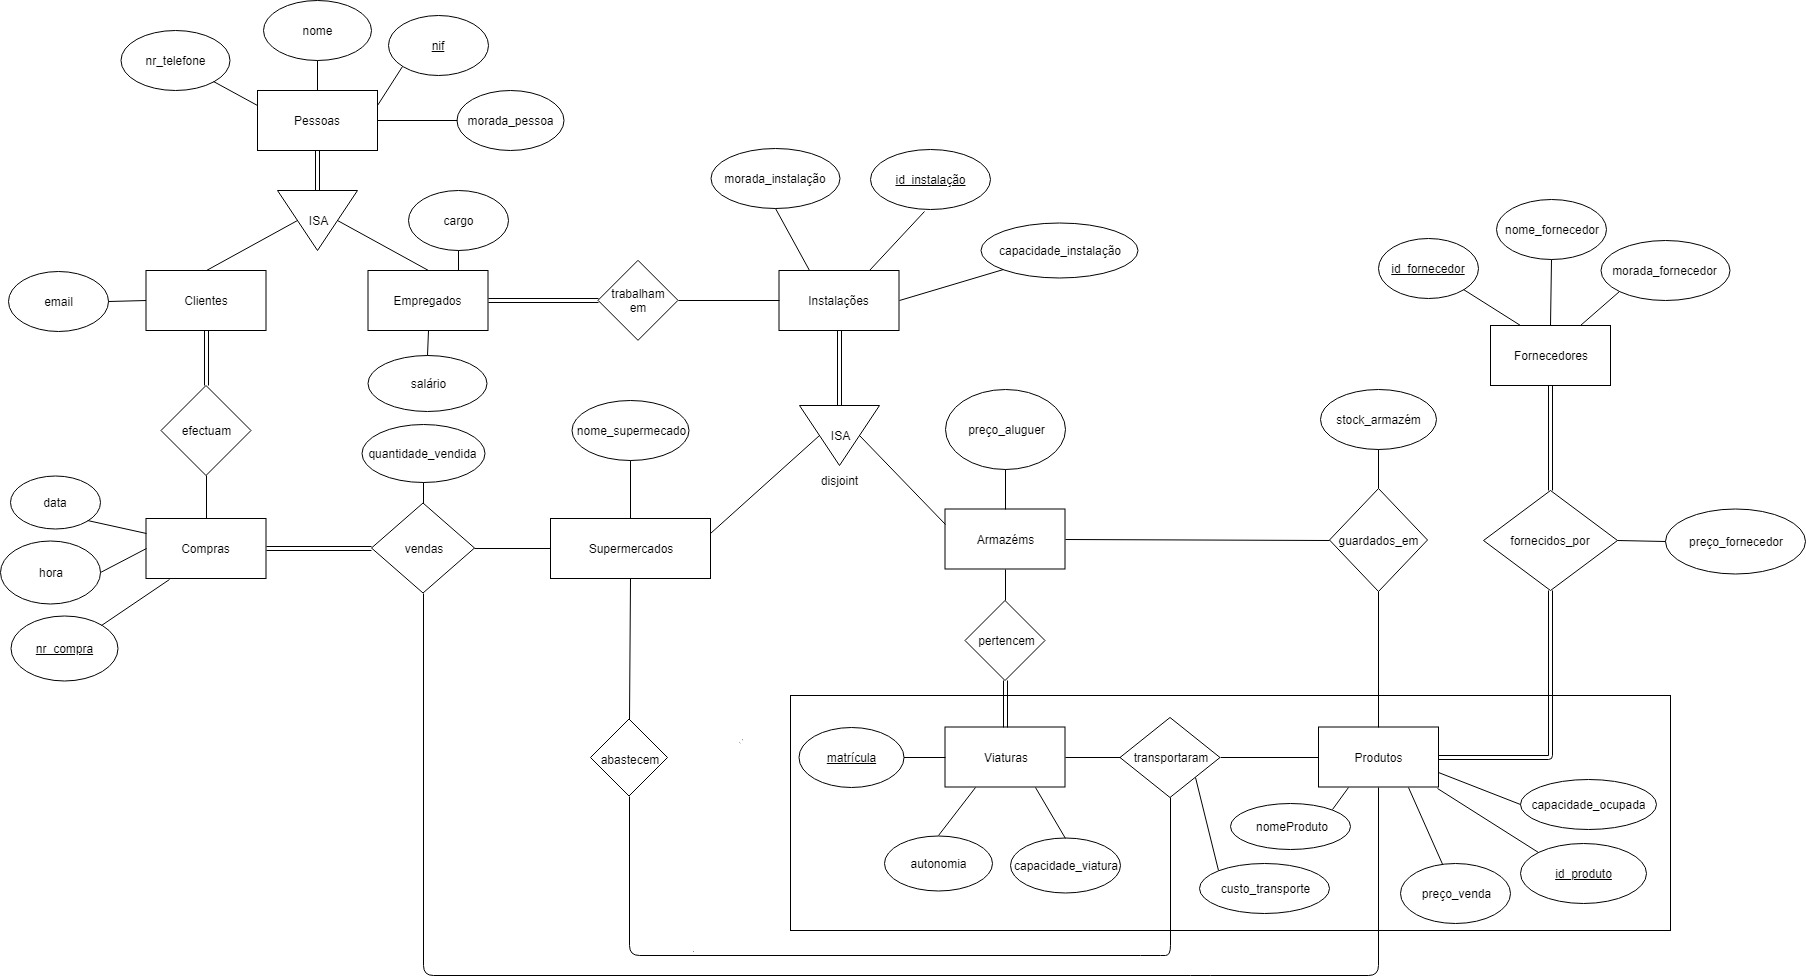 nome
nif
nr_telefone
Pessoas
morada_pessoa
morada_instalação
id_instalação
ISA
cargo
nome_fornecedor
capacidade_instalação
id_fornecedor
morada_fornecedor
email
Clientes
Empregados
trabalham
em
Instalações
Fornecedores
salário
efectuam
quantidade_vendida
nome_supermecado
ISA
preço_aluguer
stock_armazém
disjoint
data
Compras
vendas
Supermercados
Armazéms
guardados_em
fornecidos_por
preço_fornecedor
hora
nr_compra
pertencem
abastecem
matrícula
Viaturas
transportaram
Produtos
capacidade_ocupada
nomeProduto
autonomia
capacidade_viatura
custo_transporte
preço_venda
id_produto